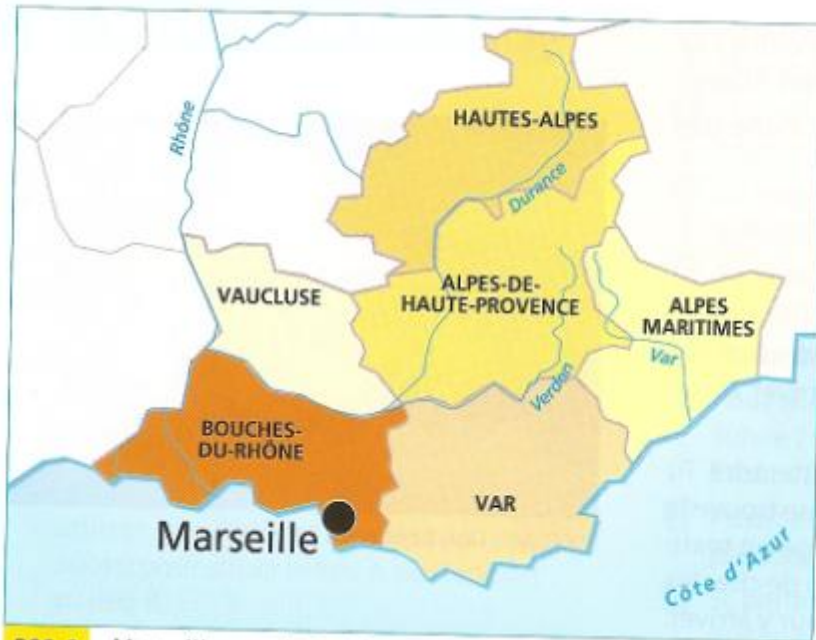 Rhône
HAUTES-ALPES
Durance
VAUCLUSE
ALPES-DE-
HAUTE-PROVENCE
ALPES
MARITIMES
Var
Verdon
BOUCHES-
DU-RHÔNE
VAR
Marseille
Côte d'Azur